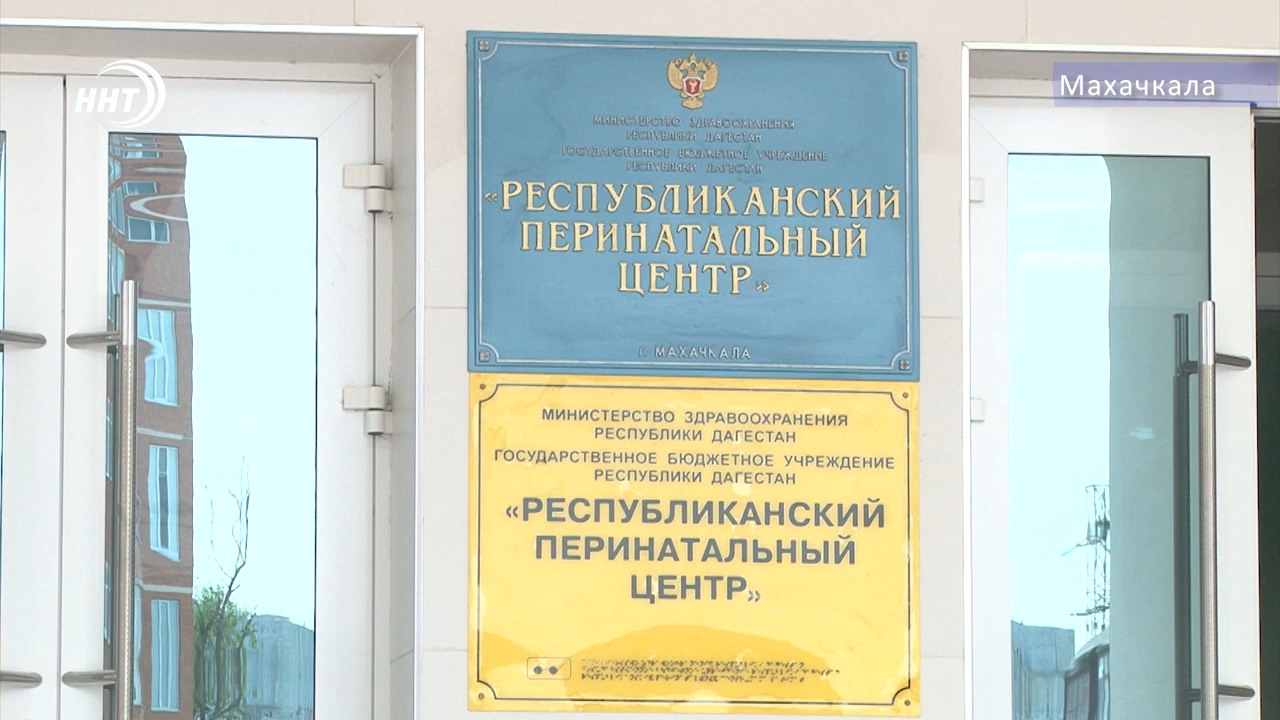 ННТ
Махачкала
МИНИСТЕРСТВО ЗДРАВООХРАНЕНИЯ
РЕСПУБЛИКИ ДАГЕСТАН
ГОСУДАРСТВЕННОЕ БЮДЖЕТНОЕ УЧРЕЖДЕНИЕ
РЕСПУБЛИКИ ДАГЕСТАН
«РЕСПУБЛИКАНСКИЙ
ПЕРИНАТАЛЬНЫЙ
ЦЕНТР»
Г. МАХАЧКАЛА
МИНИСТЕРСТВО ЗДРАВООХРАНЕНИЯ
РЕСПУБЛИКИ ДАГЕСТАН
ГОСУДАРСТВЕННОЕ БЮДЖЕТНОЕ УЧРЕЖДЕНИЕ
РЕСПУБЛИКИ ДАГЕСТАН
«РЕСПУБЛИКАНСКИЙ
ПЕРИНАТАЛЬНЫЙ
ЦЕНТР»